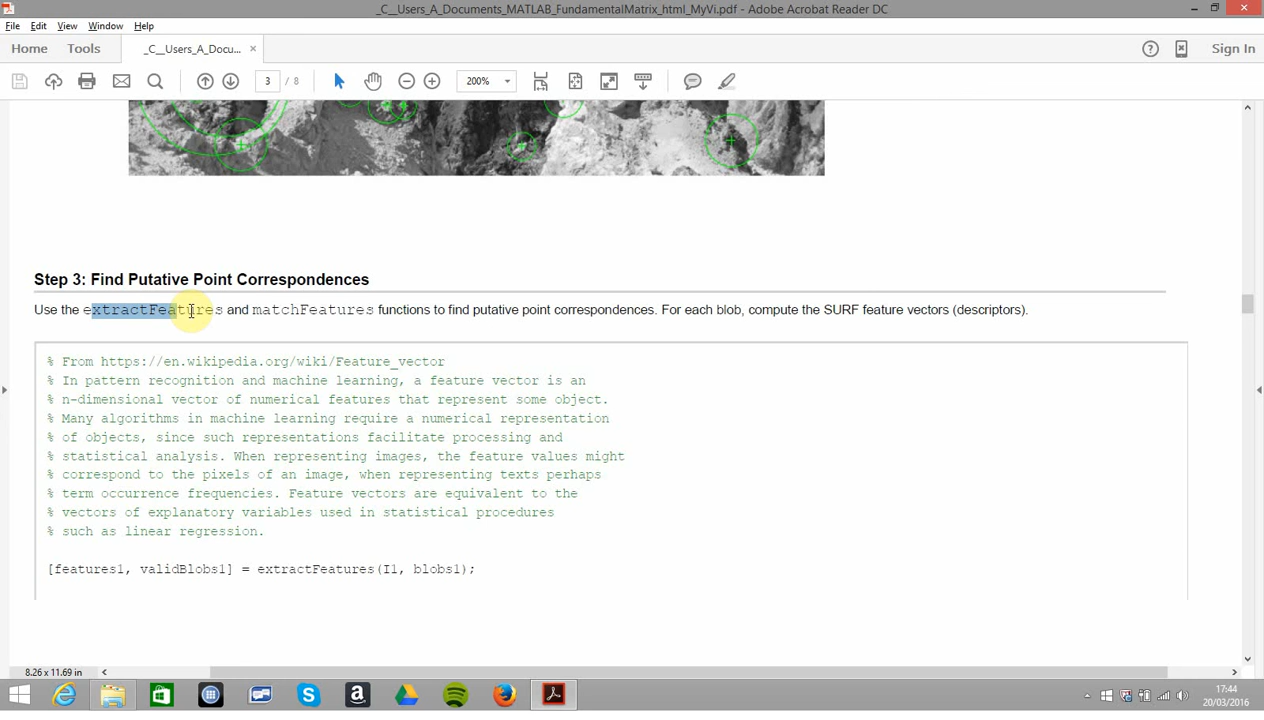 _C__Users_A_Documents_MATLAB_FundamentalMatrix_html_MyVi.pdf - Adobe Acrobat Reader DC
File Edit View Window Help
Home Tools _C__Users_A_Docu... × Sign In
3 / 8 200%
Step 3: Find Putative Point Correspondences
Use the extractFeatures and matchFeatures functions to find putative point correspondences. For each blob, compute the SURF feature vectors (descriptors).
% From https://en.wikipedia.org/wiki/Feature_vector
% In pattern recognition and machine learning, a feature vector is an
% n-dimensional vector of numerical features that represent some object.
% Many algorithms in machine learning require a numerical representation
% of objects, since such representations facilitate processing and
% statistical analysis. When representing images, the feature values might
% correspond to the pixels of an image, when representing texts perhaps
% term occurrence frequencies. Feature vectors are equivalent to the
% vectors of explanatory variables used in statistical procedures
% such as linear regression.
[features1, validBlobs1] = extractFeatures(I1, blobs1);
8.26 x 11.69 in
17:44
20/03/2016